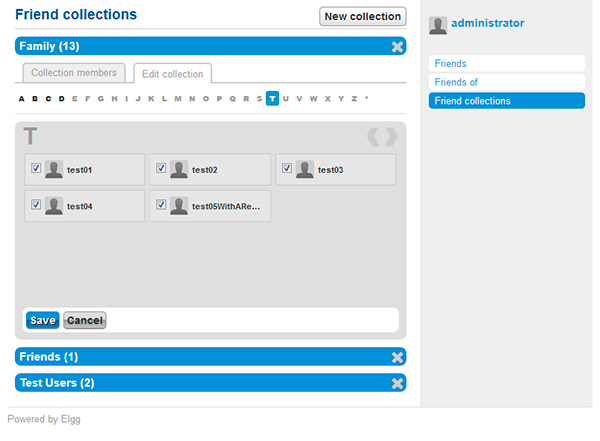 Friend collections
New collection
administrator
Family (13)
Collection members
Edit collection
Friends
Friends of
Friend collections
A B C D E F G H I J K L M N O P Q R S T U V W X Y Z *
T
test01
test02
test03
test04
test05WithARe...
Save
Cancel
Friends (1)
Test Users (2)
Powered by Elgg